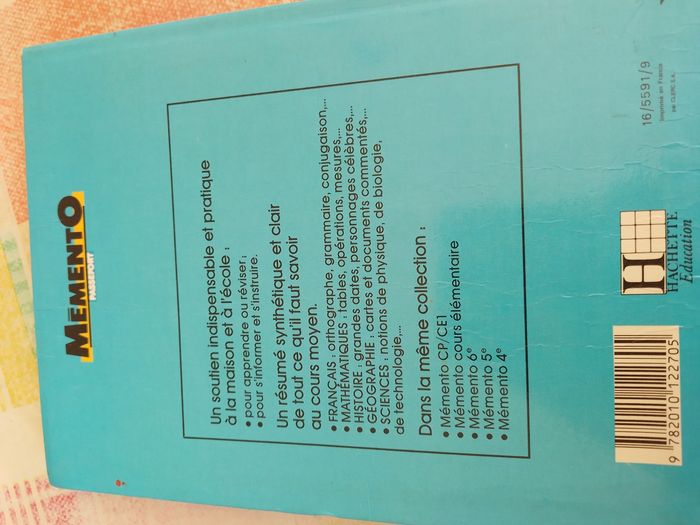 MÉMENTO
PASSEPORT
Un soutien indispensable et pratique
à la maison et à l'école :
• pour apprendre ou réviser ;
• pour s'informer et s'instruire.
Un résumé synthétique et clair
de tout ce qu'il faut savoir
au cours moyen.
• FRANÇAIS : orthographe, grammaire, conjugaison,...
• MATHÉMATIQUES : tables, opérations, mesures,...
• HISTOIRE : grandes dates, personnages célèbres,...
• GÉOGRAPHIE : cartes et documents commentés,...
• SCIENCES : notions de physique, de biologie,
de technologie,...
Dans la même collection :
• Mémento CP/CE1
• Mémento cours élémentaire
• Mémento 6e
• Mémento 5e
• Mémento 4e
16/5591/9
Imprimé en France
par CLERC S.A.
H
HACHETTE
Éducation
9 782010 122705